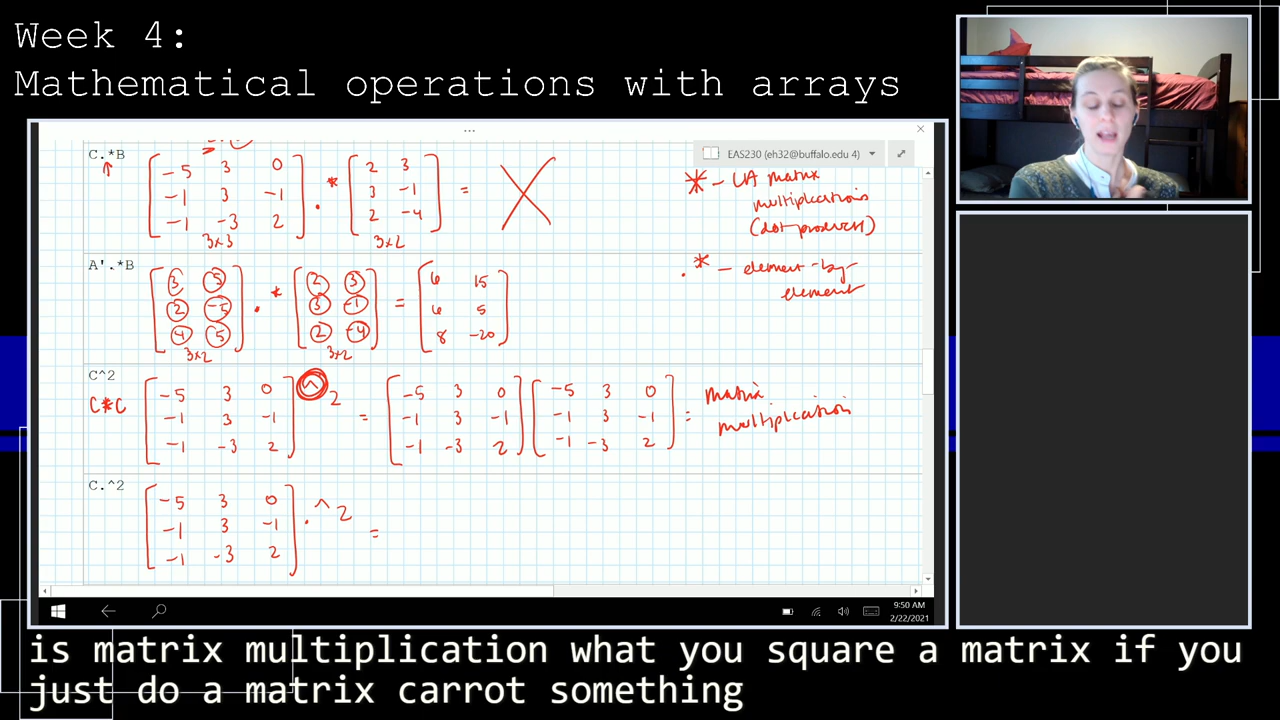 Week 4:
Mathematical operations with arrays
EAS230 (eh32@buffalo.edu 4)
C.*B
-5 3 0
-1 3 -1
-1 -3 2
3x3
. *
2 3
3 -1
2 -4
3x2
=
* - LA matrix
multiplications
(dot product)
.* - element-by-
element
A'.*B
3 5
2 -5
4 5
3x2
. *
2 3
3 -1
2 -4
3x2
=
6 15
6 5
8 -20
C^2
C*C
-5 3 0
-1 3 -1
-1 -3 2
^ 2
=
-5 3 0
-1 3 -1
-1 -3 2
-5 3 0
-1 3 -1
-1 -3 2
=
matrix
multiplication
C.^2
-5 3 0
-1 3 -1
-1 -3 2
. ^ 2
=
9:50 AM
2/22/2021
is matrix multiplication what you square a matrix if you
just do a matrix carrot something